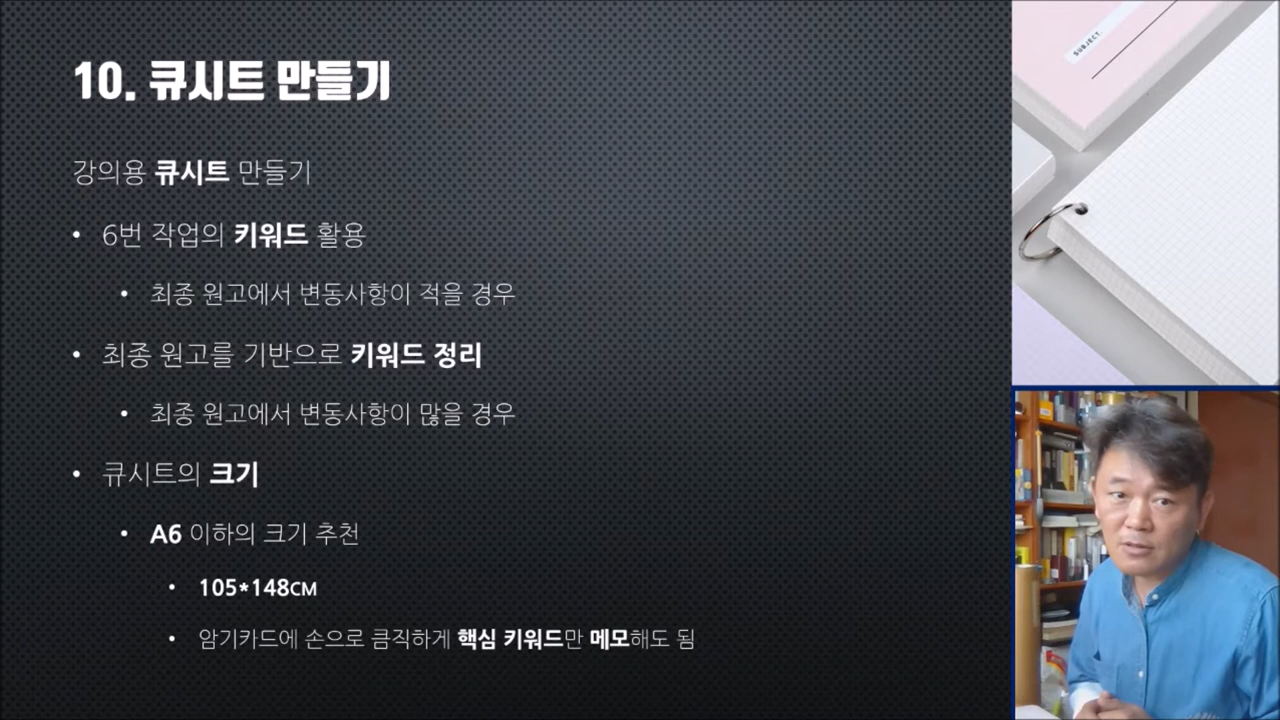 10. 큐시트 만들기
강의용 큐시트 만들기
• 6번 작업의 키워드 활용
• 최종 원고에서 변동사항이 적을 경우
• 최종 원고를 기반으로 키워드 정리
• 최종 원고에서 변동사항이 많을 경우
• 큐시트의 크기
• A6 이하의 크기 추천
• 105*148CM
• 암기카드에 손으로 큼직하게 핵심 키워드만 메모해도 됨
SUBJECT.